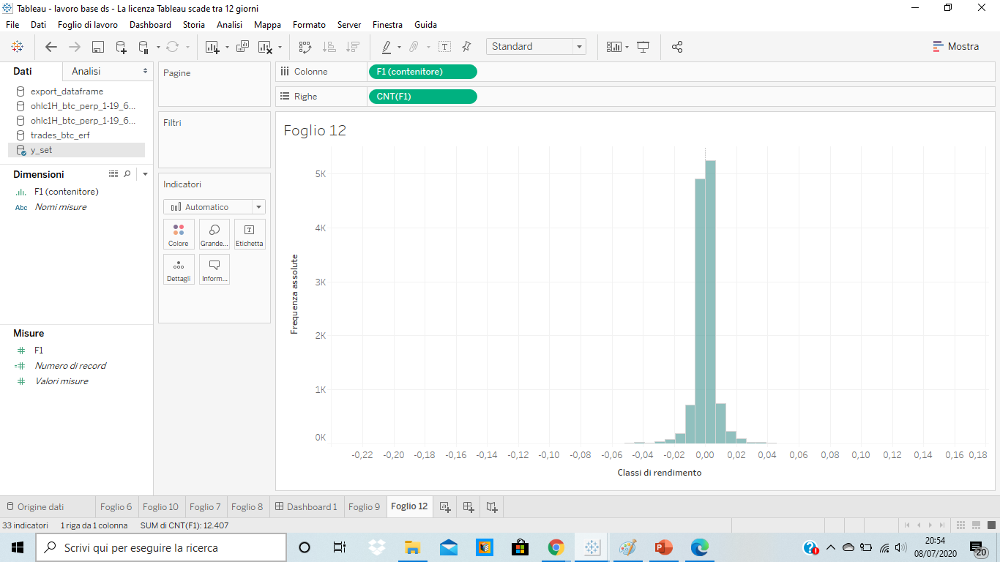 Tableau - lavoro base ds - La licenza Tableau scade tra 12 giorni
File Dati Foglio di lavoro Dashboard Storia Analisi Mappa Formato Server Finestra Guida
Standard
Mostra
Dati Analisi
export_dataframe
ohlc1H_btc_perp_1-19_6...
ohlc1H_btc_perp_1-19_6...
trades_btc_erf
y_set
Dimensioni
F1 (contenitore)
Abc Nomi misure
Misure
F1
Numero di record
Valori misure
Pagine
Filtri
Indicatori
Automatico
Colore Grande... Etichetta
Dettagli Inform...
Colonne F1 (contenitore)
Righe CNT(F1)
Foglio 12
5K
4K
3K
2K
1K
0K
Frequenza assolute
-0,22 -0,20 -0,18 -0,16 -0,14 -0,12 -0,10 -0,08 -0,06 -0,04 -0,02 0,00 0,02 0,04 0,06 0,08 0,10 0,12 0,14 0,16 0,18
Classi di rendimento
Origine dati Foglio 6 Foglio 10 Foglio 7 Foglio 8 Dashboard 1 Foglio 9 Foglio 12
33 indicatori 1 riga da 1 colonna SUM di CNT(F1): 12.407
Scrivi qui per eseguire la ricerca
20:54
08/07/2020
20